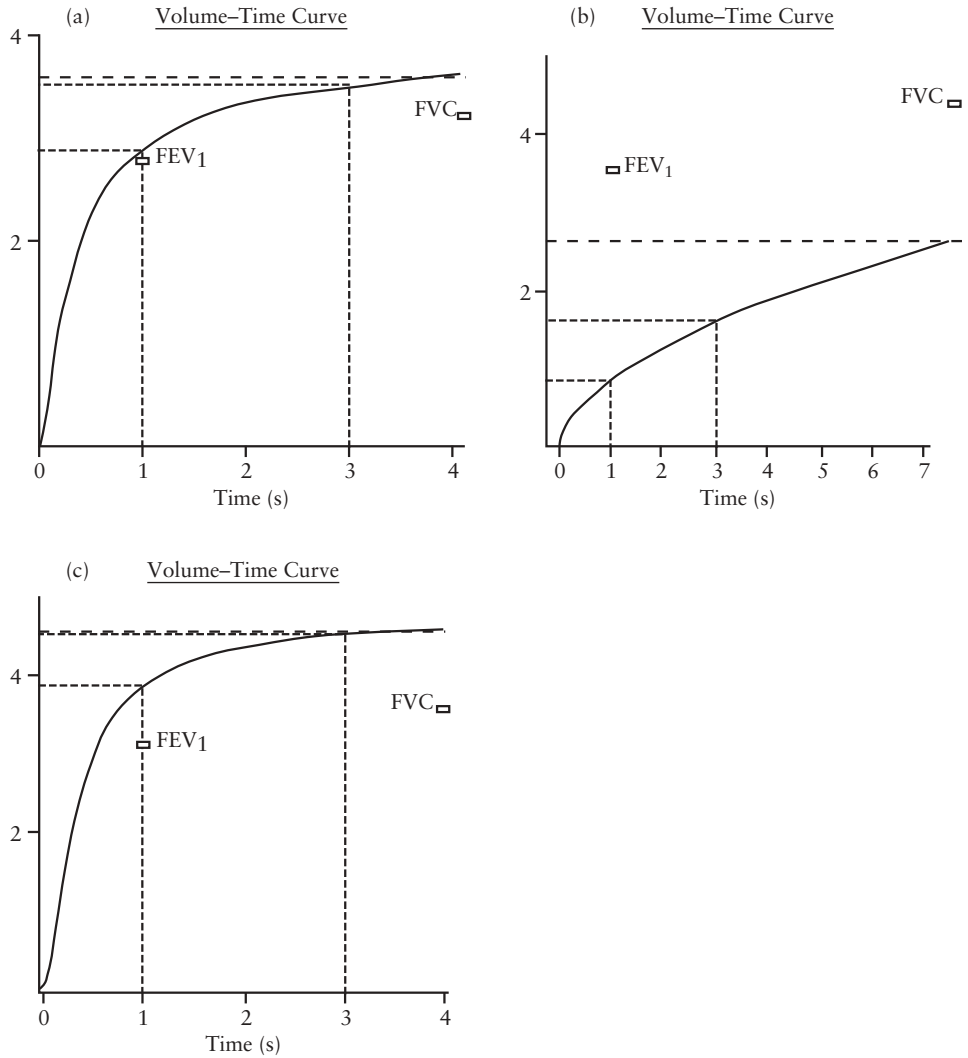 (a) Volume–Time Curve
4
2
FEV1
FVC
0 1 2 3 4
Time (s)
(b) Volume–Time Curve
4
2
FEV1
FVC
0 1 2 3 4 5 6 7
Time (s)
(c) Volume–Time Curve
4
2
FEV1
FVC
0 1 2 3 4
Time (s)